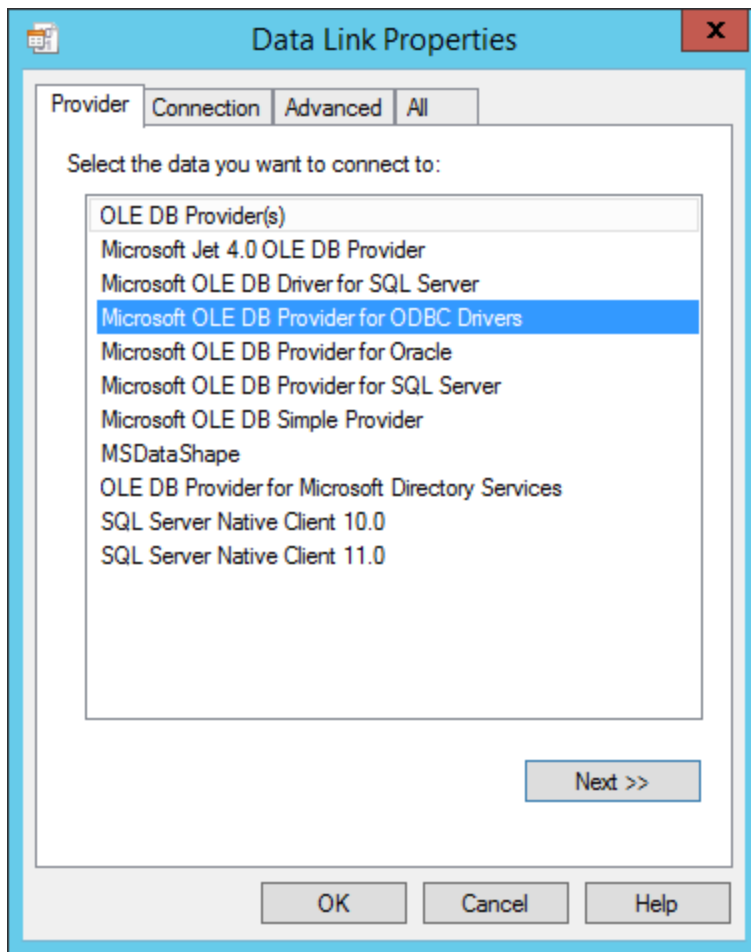 Data Link Properties
x
Provider
Connection
Advanced
All
Select the data you want to connect to:
OLE DB Provider(s)
Microsoft Jet 4.0 OLE DB Provider
Microsoft OLE DB Driver for SQL Server
Microsoft OLE DB Provider for ODBC Drivers
Microsoft OLE DB Provider for Oracle
Microsoft OLE DB Provider for SQL Server
Microsoft OLE DB Simple Provider
MSDataShape
OLE DB Provider for Microsoft Directory Services
SQL Server Native Client 10.0
SQL Server Native Client 11.0
Next >>
OK
Cancel
Help